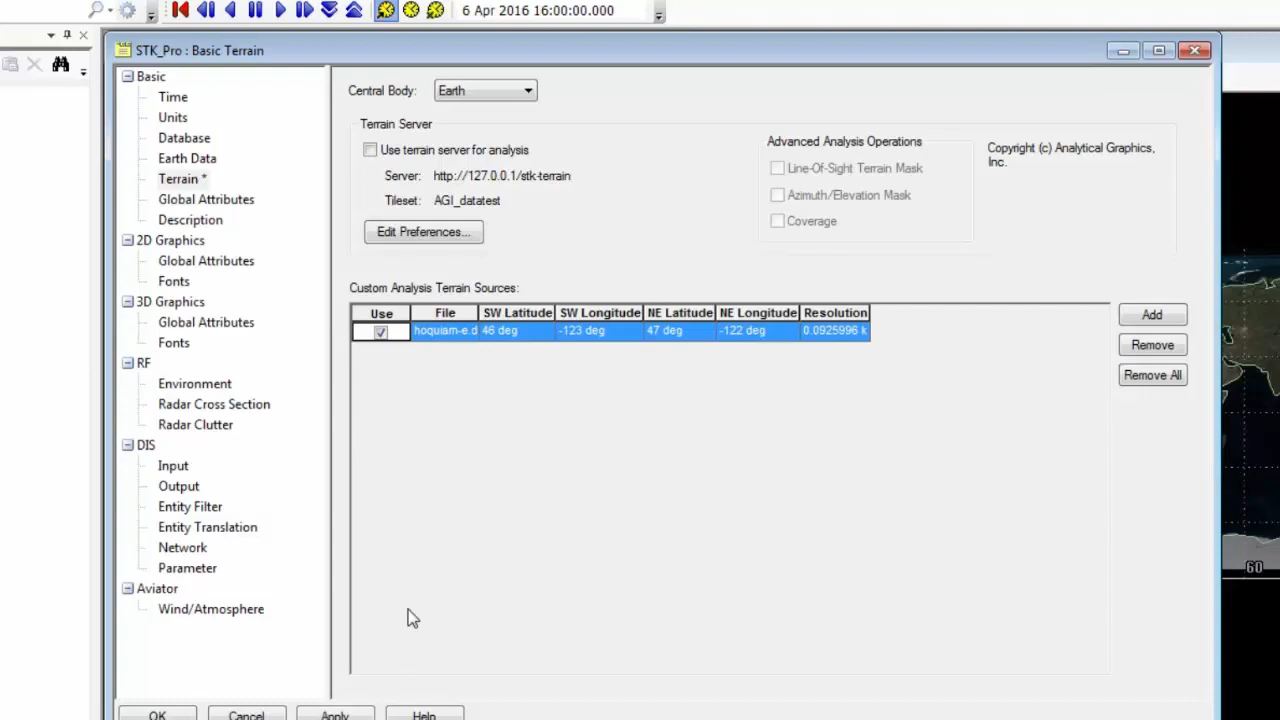 6 Apr 2016 16:00:00.000
STK_Pro : Basic Terrain
Basic
Time
Units
Database
Earth Data
Terrain *
Global Attributes
Description
2D Graphics
Global Attributes
Fonts
3D Graphics
Global Attributes
Fonts
RF
Environment
Radar Cross Section
Radar Clutter
DIS
Input
Output
Entity Filter
Entity Translation
Network
Parameter
Aviator
Wind/Atmosphere
Central Body: Earth
Terrain Server
Use terrain server for analysis
Server: http://127.0.0.1/stk-terrain
Tileset: AGI_datatest
Edit Preferences...
Advanced Analysis Operations
Line-Of-Sight Terrain Mask
Azimuth/Elevation Mask
Coverage
Copyright (c) Analytical Graphics,
Inc.
Custom Analysis Terrain Sources:
Use File SW Latitude SW Longitude NE Latitude NE Longitude Resolution
hoquiam-e.d 46 deg -123 deg 47 deg -122 deg 0.0925996 k
Add
Remove
Remove All
60
OK Cancel Apply Help